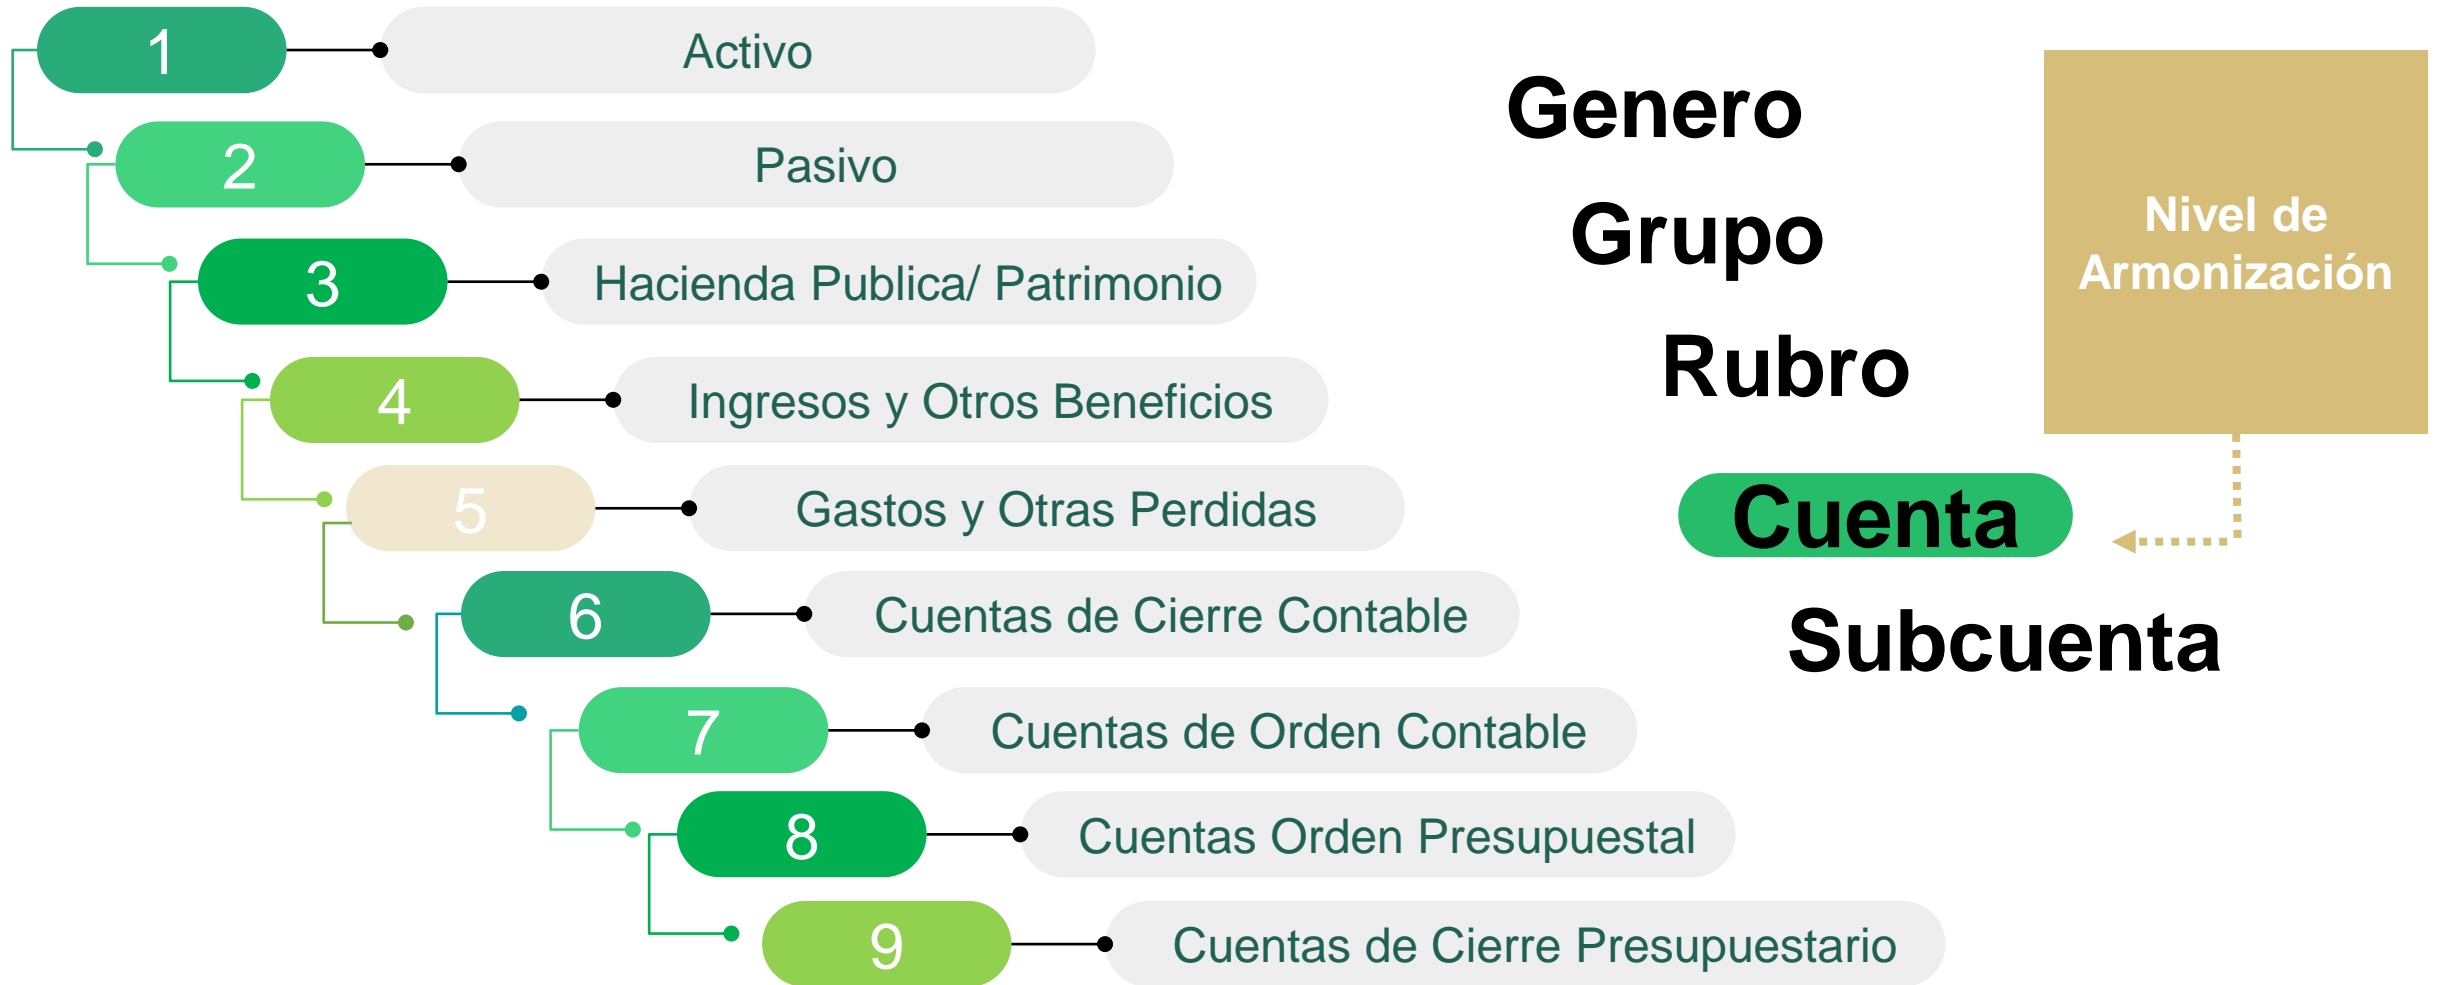 1
Activo
2
Pasivo
3
Hacienda Publica/ Patrimonio
4
Ingresos y Otros Beneficios
5
Gastos y Otras Perdidas
6
Cuentas de Cierre Contable
7
Cuentas de Orden Contable
8
Cuentas Orden Presupuestal
9
Cuentas de Cierre Presupuestario
Genero
Grupo
Rubro
Cuenta
Subcuenta
Nivel de
Armonización